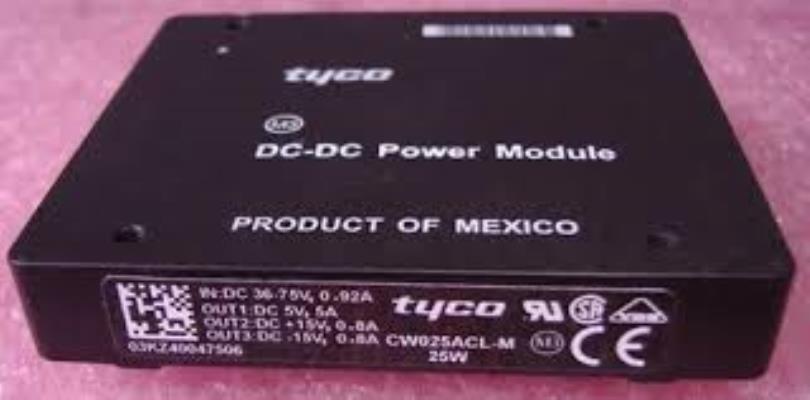 tyco
MS
DC-DC Power Module
PRODUCT OF MEXICO
IN:DC 36-75V, 0.92A
OUT1:DC 5V, 5A
OUT2:DC +15V, 0.8A
OUT3:DC -15V, 0.8A
03KZ40047506
tyco
CW025ACL-M
25W
CE